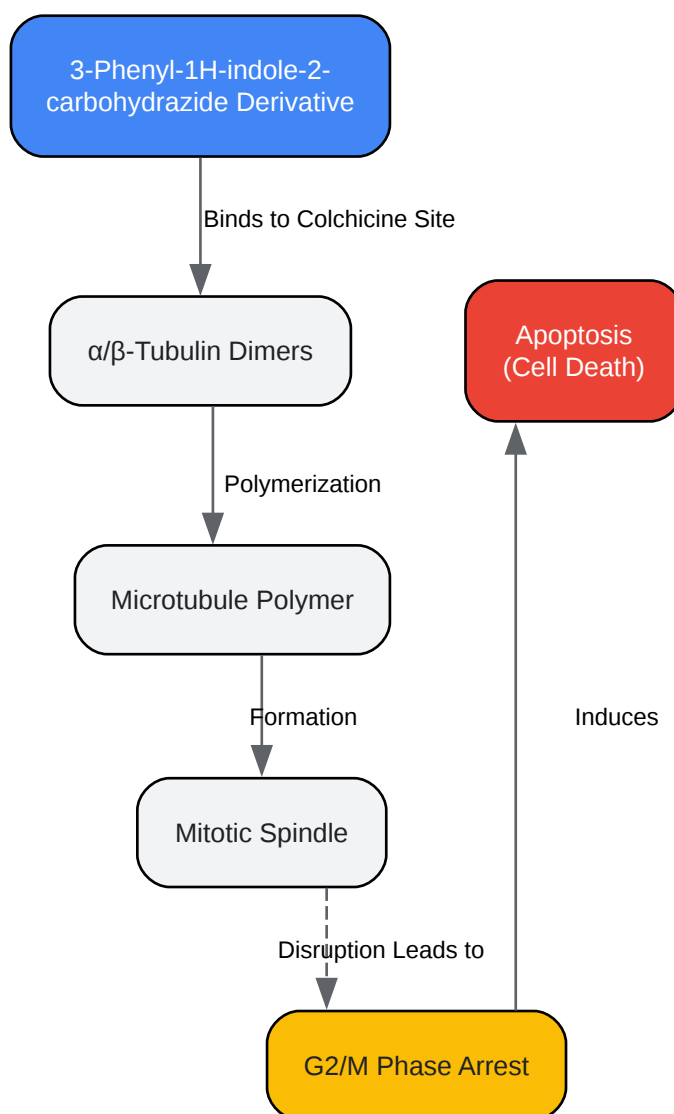 3-Phenyl-1H-indole-2-
carbohydrazide Derivative
Binds to Colchicine Site
α/β-Tubulin Dimers
Apoptosis
(Cell Death)
Polymerization
Microtubule Polymer
Formation
Induces
Mitotic Spindle
Disruption Leads to
G2/M Phase Arrest